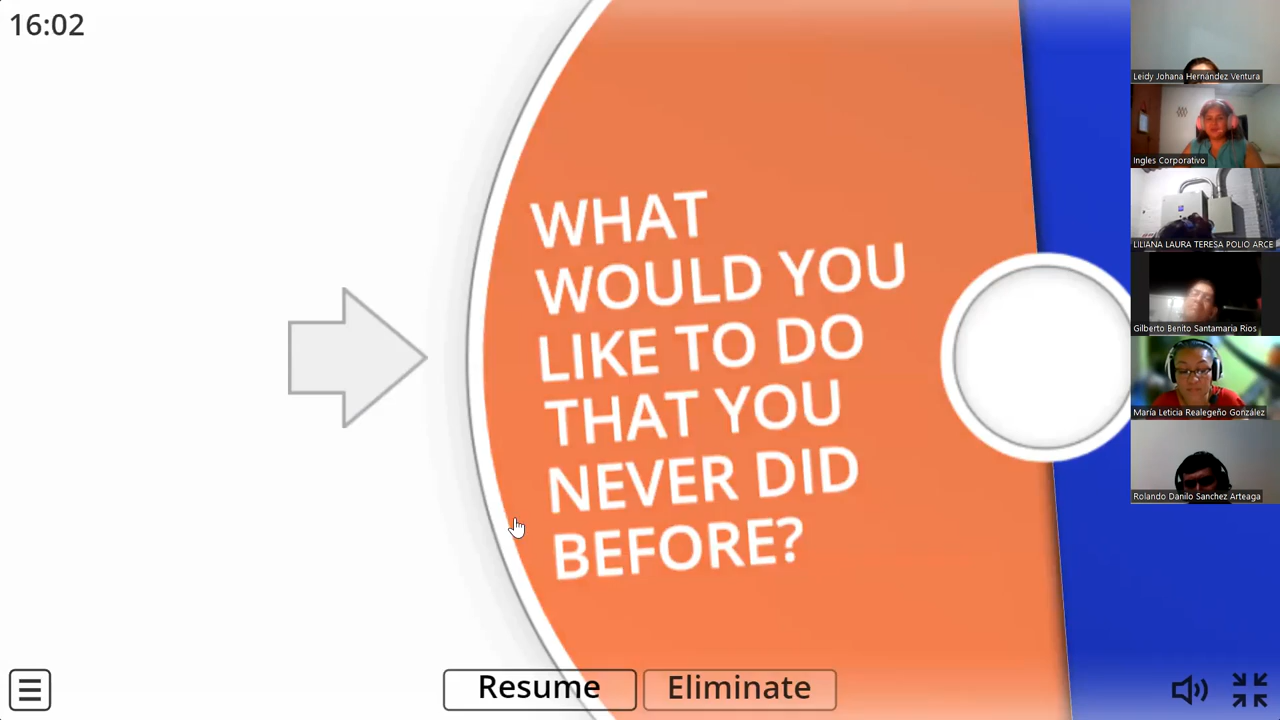 16:02
WHAT
WOULD YOU
LIKE TO DO
THAT YOU
NEVER DID
BEFORE?
Resume
Eliminate
Leidy Johana Hernández Ventura
Ingles Corporativo
LILIANA LAURA TERESA POLIO ARCE
Gilberto Benito Santamaria Rios
María Leticia Realegeño González
Rolando Danilo Sanchez Arteaga